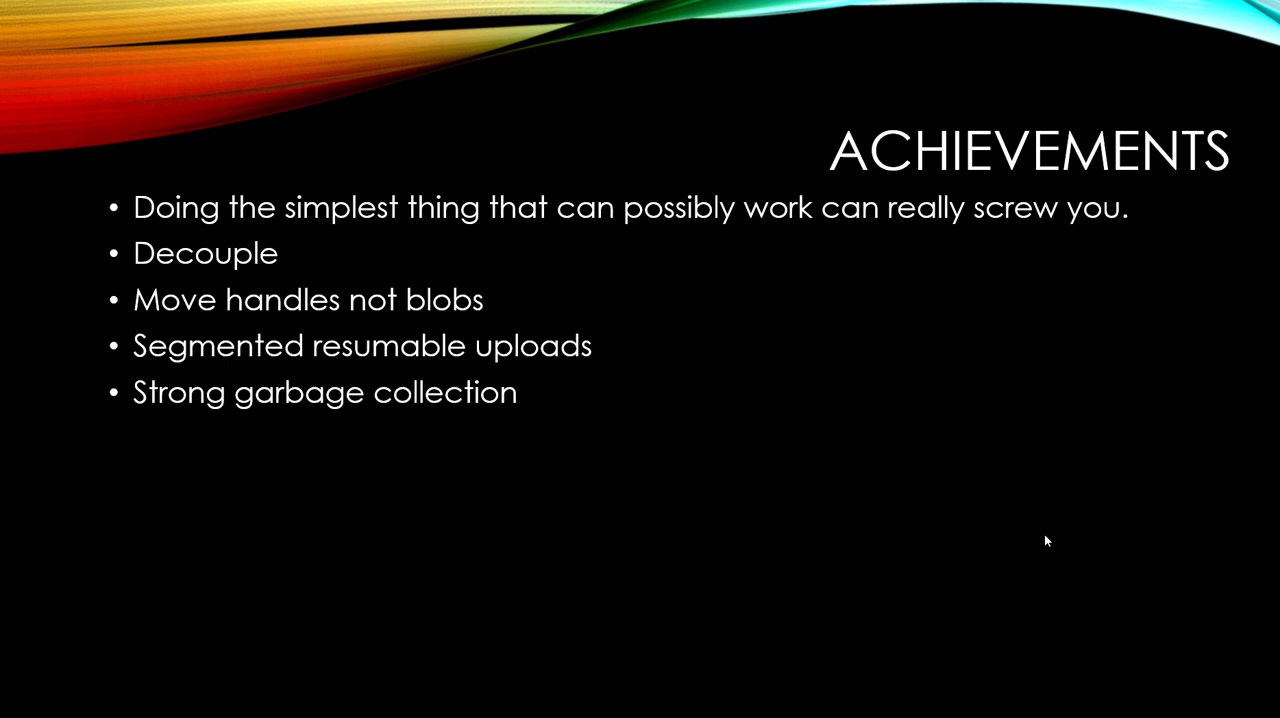 ACHIEVEMENTS
• Doing the simplest thing that can possibly work can really screw you.
• Decouple
• Move handles not blobs
• Segmented resumable uploads
• Strong garbage collection